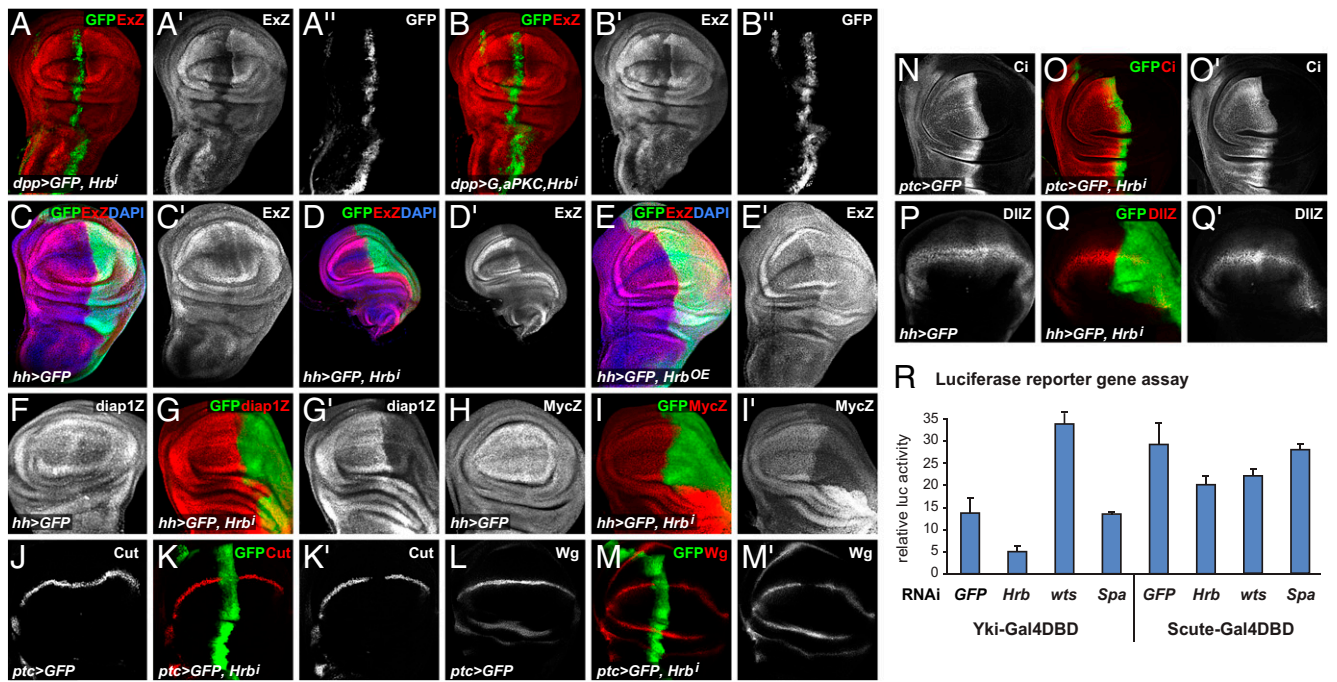 A GFPExZ dpp>GFP, Hrbi
A' ExZ
A'' GFP
B GFPExZ dpp>G,aPKC,Hrbi
B' ExZ
B'' GFP
C GFPExZDAPI hh>GFP
C' ExZ
D GFPExZDAPI hh>GFP, Hrbi
D' ExZ
E GFPExZDAPI hh>GFP, HrbOE
E' ExZ
F diap1Z hh>GFP
G GFPdiap1Z hh>GFP, Hrbi
G' diap1Z
H MycZ hh>GFP
I GFPMycZ hh>GFP, Hrbi
I' MycZ
J Cut ptc>GFP
K GFPCut ptc>GFP, Hrbi
K' Cut
L Wg ptc>GFP
M GFPWg ptc>GFP, Hrbi
M' Wg
N Ci ptc>GFP
O GFPCi ptc>GFP, Hrbi
O' Ci
P DllZ hh>GFP
Q GFPDllZ hh>GFP, Hrbi
Q' DllZ
R Luciferase reporter gene assay
relative luc activity
35
30
25
20
15
10
5
0
RNAi GFP Hrb wts Spa GFP Hrb wts Spa
Yki-Gal4DBD Scute-Gal4DBD